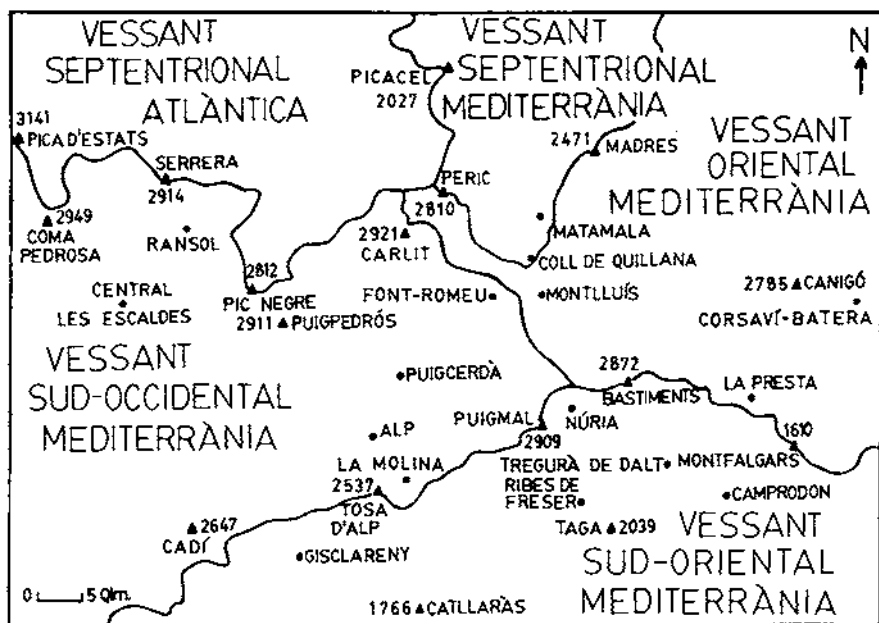 VESSANT
SEPTENTRIONAL
ATLÀNTICA
VESSANT
SEPTENTRIONAL
MEDITERRÀNIA
N
PICACEL
2027
3141
PICA D'ESTATS
SERRERA
2914
2471
MADRES
VESSANT
ORIENTAL
MEDITERRÀNIA
PERIC
2810
2949
COMA
PEDROSA
RANSOL
2921
CARLIT
MATAMALA
COLL DE QUILLANA
2812
PIC NEGRE
CENTRAL
LES ESCALDES
FONT-ROMEU
MONTLLUÍS
2785
CANIGÓ
CORSAVÍ-BATERA
2911
PUIGPEDRÓS
VESSANT
SUD-OCCIDENTAL
MEDITERRÀNIA
PUIGCERDÀ
2872
BASTIMENTS
LA PRESTA
PUIGMAL
2909
NÚRIA
1610
MONTFALGARS
ALP
LA MOLINA
2537
TOSA
D'ALP
TREGURÀ DE DALT
RIBES DE
FRESER
CAMPRODON
2647
CADÍ
GISCLARENY
TAGA
2039
VESSANT
SUD-ORIENTAL
MEDITERRÀNIA
0
5 Qlm.
1766
CATLLARÀS